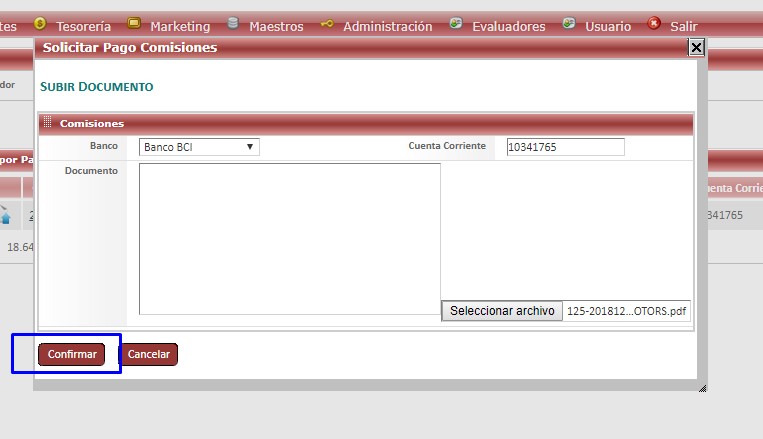 tes Tesorería Marketing Maestros Administración Evaluadores Usuario Salir
Solicitar Pago Comisiones
dor
SUBIR DOCUMENTO
Comisiones
Banco Banco BCI Cuenta Corriente 10341765
por Pa
Documento
uenta Corrie
2
341765
18.64
Seleccionar archivo 125-201812...OTORS.pdf
Confirmar Cancelar